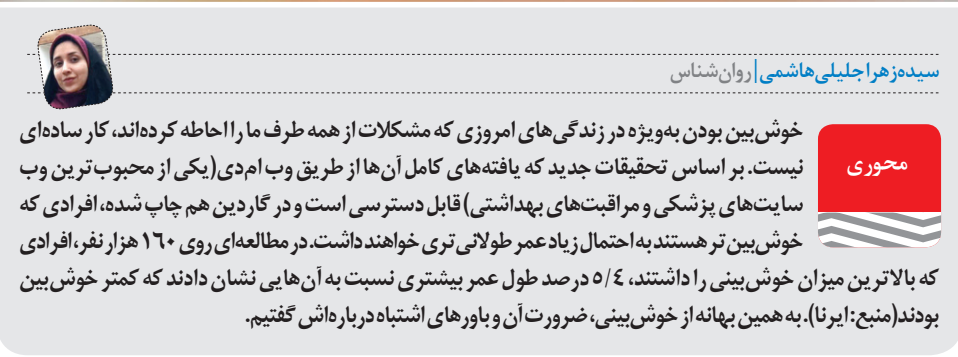 سیده‌زهرا جلیلی‌هاشمی|روان‌شناس
محوری
خوش‌بین بودن به‌ویژه در زندگی‌های امروزی که مشکلات از همه طرف ما را احاطه کرده‌اند، کار ساده‌ای
نیست. بر اساس تحقیقات جدید که یافته‌های کامل آن‌ها از طریق وب ام‌دی(یکی از محبوب‌ترین وب
سایت‌های پزشکی و مراقبت‌های بهداشتی) قابل دسترسی است و در گاردین هم چاپ شده، افرادی که
خوش‌بین‌تر هستند به احتمال زیاد عمر طولانی‌تری خواهند داشت. در مطالعه‌ای روی ۱۶۰ هزار نفر، افرادی
که بالاترین میزان خوش‌بینی را داشتند، ۵/۴ درصد طول عمر بیشتری نسبت به آن‌هایی نشان دادند که کمتر خوش‌بین
بودند(منبع: ایرنا). به همین بهانه از خوش‌بینی، ضرورت آن و باورهای اشتباه درباره‌اش گفتیم.